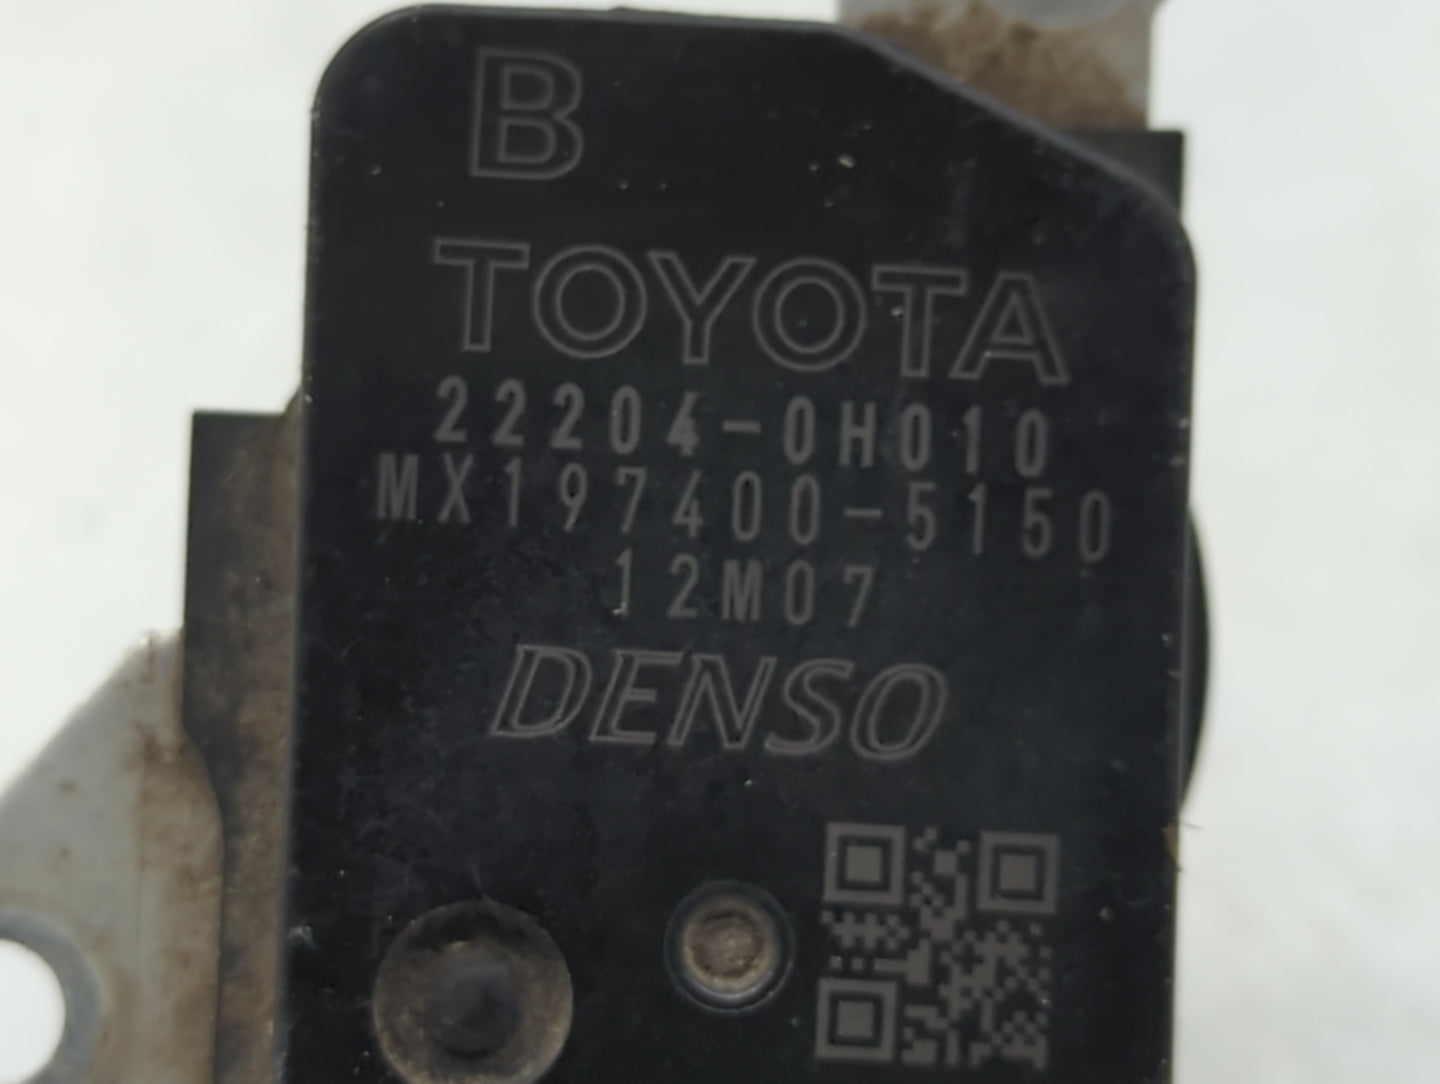 B
TOYOTA
22204-0H010
MX197400-5150
12M07
DENSO